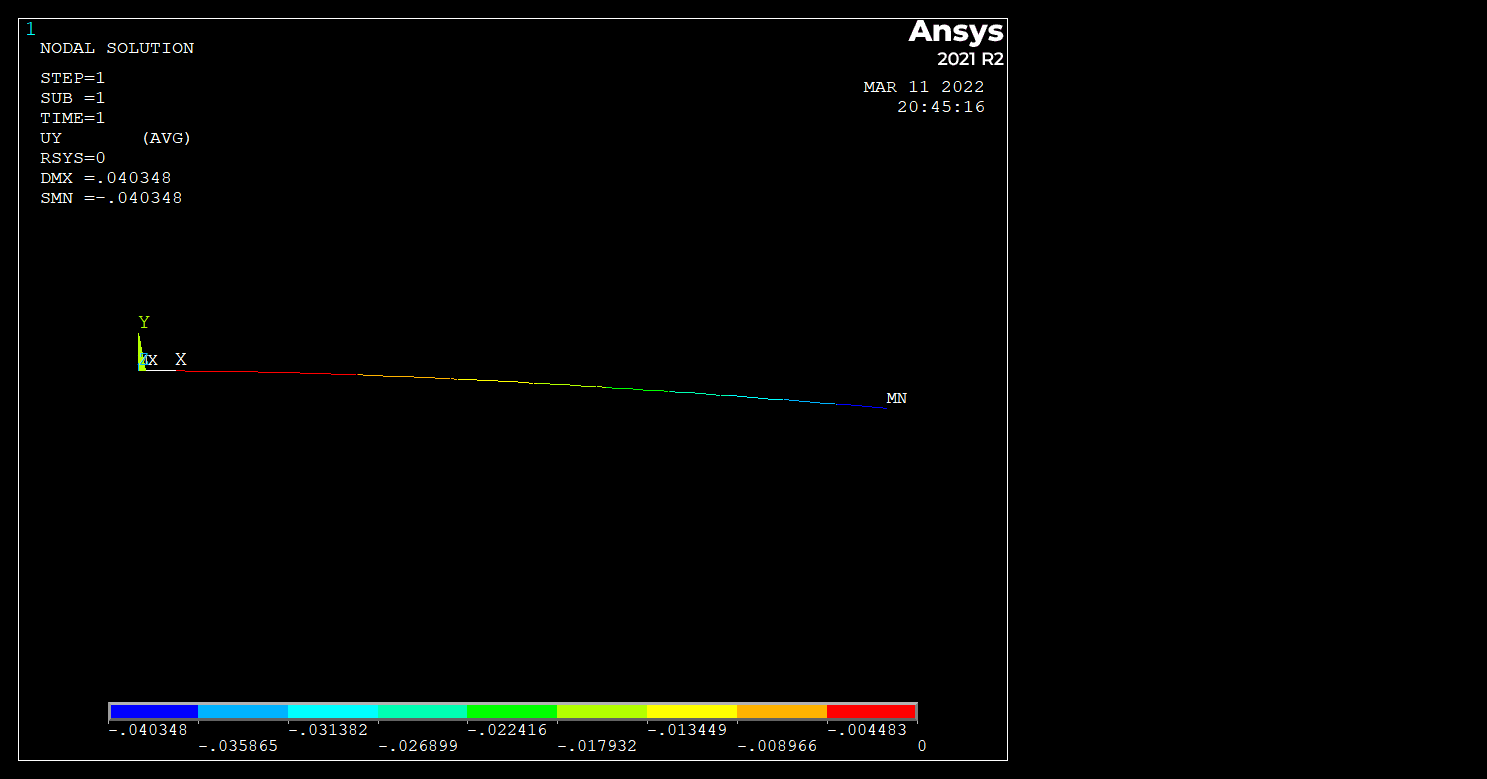 1
NODAL SOLUTION
STEP=1
SUB =1
TIME=1
UY (AVG)
RSYS=0
DMX =.040348
SMN =-.040348
Ansys
2021 R2
MAR 11 2022
20:45:16
Y
MX X
MN
-.040348 -.031382 -.022416 -.013449 -.004483
-.035865 -.026899 -.017932 -.008966 0